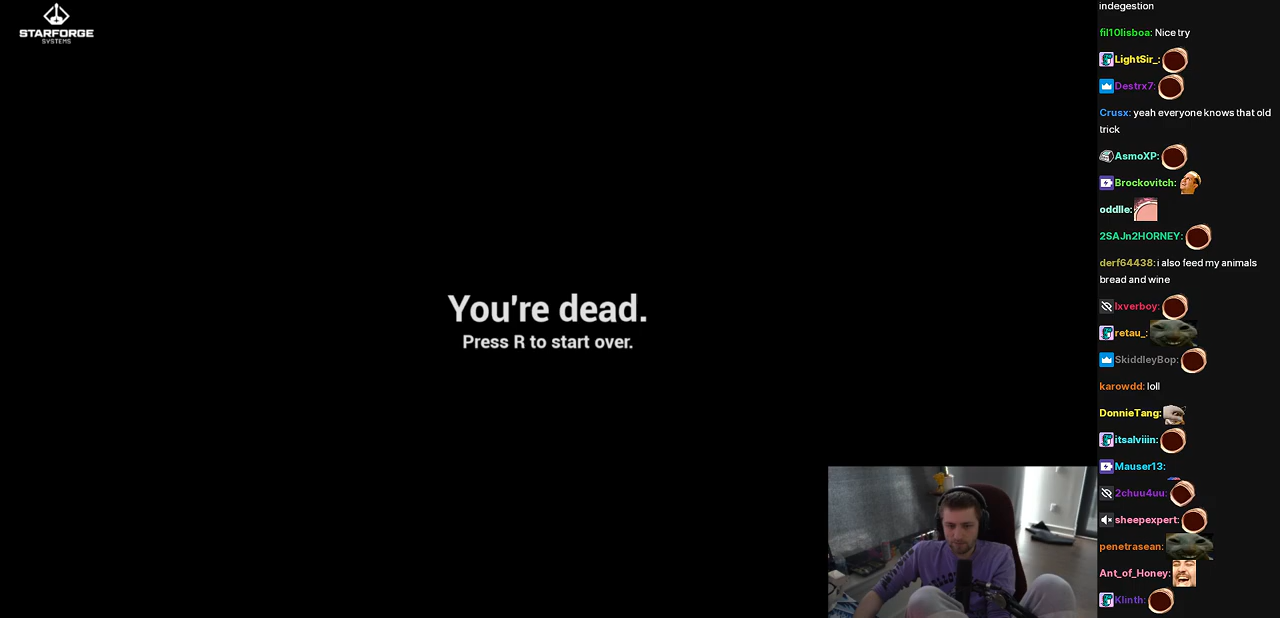 STARFORGE
SYSTEMS
You're dead.
Press R to start over.
indegestion
fil10lisboa: Nice try
LightSir_:
Destrx7:
Crusx: yeah everyone knows that old
trick
AsmoXP:
Brockovitch:
oddlle:
2SAJn2HORNEY:
derf64438: i also feed my animals
bread and wine
lxverboy:
retau_:
SkiddleyBop:
karowdd: loll
DonnieTang:
itsalviiin:
Mauser13:
2chuu4uu:
sheepexpert:
penetrasean:
Ant_of_Honey:
Klinth: